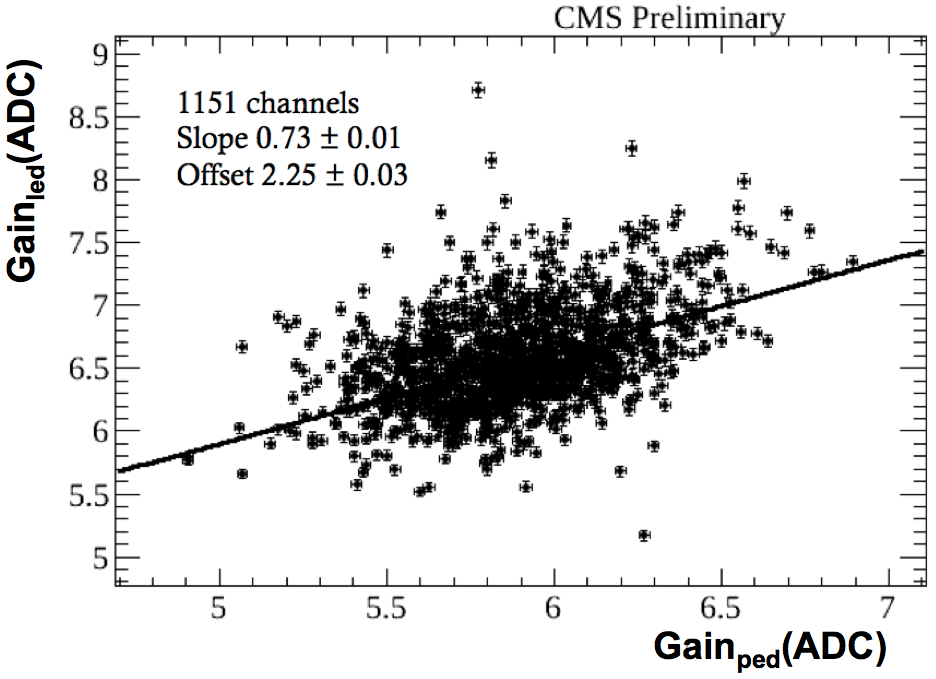 CMS Preliminary
9
8.5
8
7.5
7
6.5
6
5.5
5
Gain_led(ADC)
1151 channels
Slope 0.73 ± 0.01
Offset 2.25 ± 0.03
5 5.5 6 6.5 7
Gain_ped(ADC)